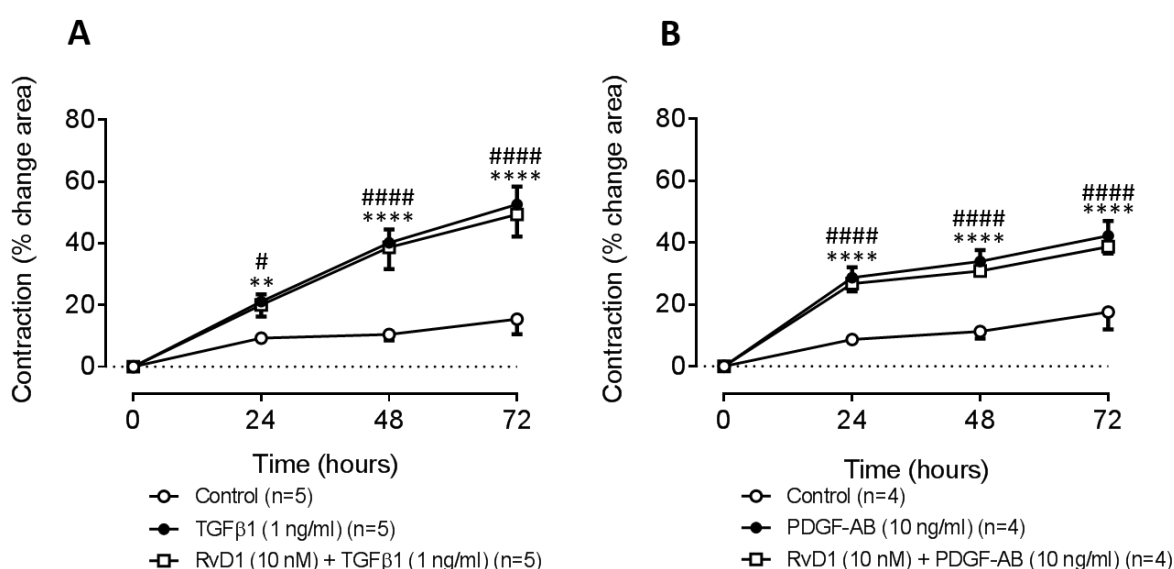 A
Contraction (% change area)
80
60
40
20
0
#
**
####
****
####
****
0 24 48 72
Time (hours)
Control (n=5)
TGFβ1 (1 ng/ml) (n=5)
RvD1 (10 nM) + TGFβ1 (1 ng/ml) (n=5)
B
Contraction (% change area)
80
60
40
20
0
####
****
####
****
####
****
0 24 48 72
Time (hours)
Control (n=4)
PDGF-AB (10 ng/ml) (n=4)
RvD1 (10 nM) + PDGF-AB (10 ng/ml) (n=4)